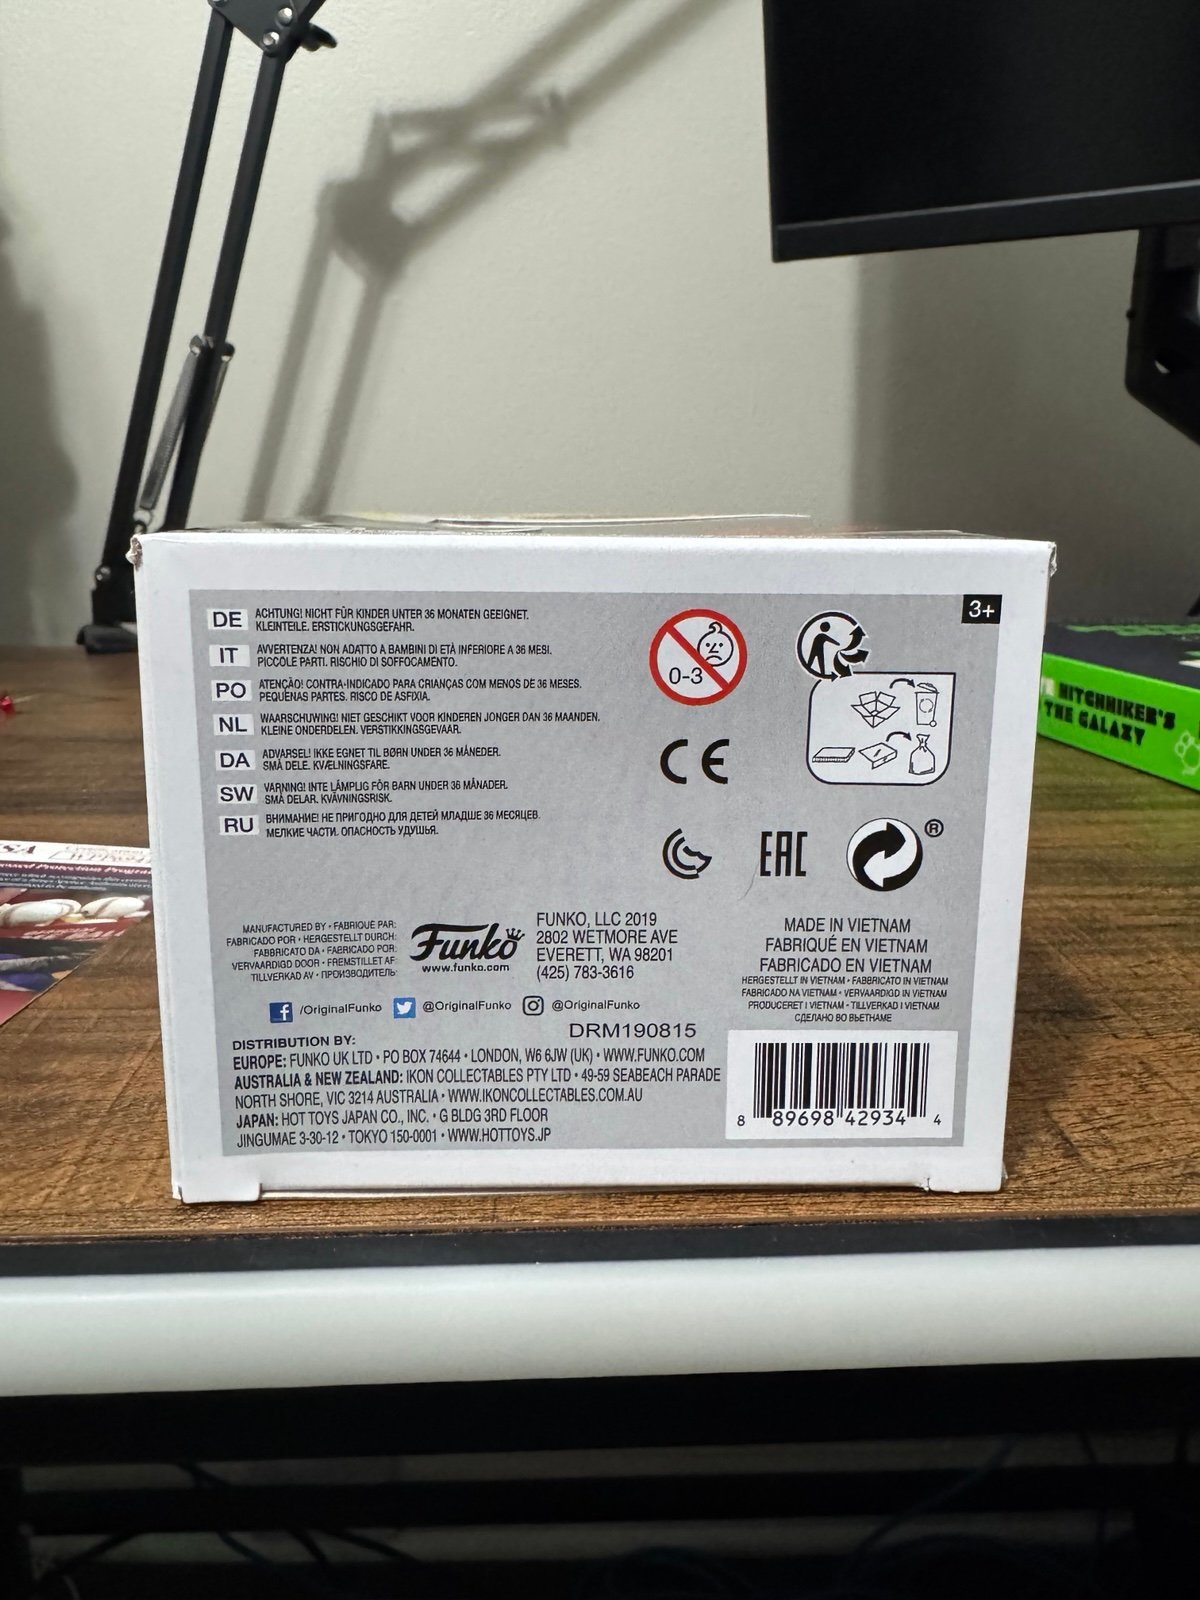 DE ACHTUNG! NICHT FÜR KINDER UNTER 36 MONATEN GEEIGNET.
KLEINTEILE. ERSTICKUNGSGEFAHR.
IT AVVERTENZA! NON ADATTO A BAMBINI DI ETÀ INFERIORE A 36 MESI.
PICCOLE PARTI. RISCHIO DI SOFFOCAMENTO.
PO ATENÇÃO! CONTRA-INDICADO PARA CRIANÇAS COM MENOS DE 36 MESES.
PEQUENAS PARTES. RISCO DE ASFIXIA.
NL WAARSCHUWING! NIET GESCHIKT VOOR KINDEREN JONGER DAN 36 MAANDEN.
KLEINE ONDERDELEN. VERSTIKKINGSGEVAAR.
DA ADVARSEL! IKKE EGNET TIL BØRN UNDER 36 MÅNEDER.
SMÅ DELE. KVÆLNINGSFARE.
SW VARNING! INTE LÄMPLIG FÖR BARN UNDER 36 MÅNADER.
SMÅ DELAR. KVÄVNINGSRISK.
RU ВНИМАНИЕ! НЕ ПРИГОДНО ДЛЯ ДЕТЕЙ МЛАДШЕ 36 МЕСЯЦЕВ.
МЕЛКИЕ ЧАСТИ. ОПАСНОСТЬ УДУШЬЯ.
0-3
3+
CE
EAC
®
MANUFACTURED BY • FABRIQUÉ PAR:
FABRICADO POR • HERGESTELLT DURCH:
FABBRICATO DA • FABRICADO POR:
VERVAARDIGD DOOR • FREMSTILLET AF:
TILLVERKAD AV • ПРОИЗВОДИТЕЛЬ:
Funko
www.funko.com
FUNKO, LLC 2019
2802 WETMORE AVE
EVERETT, WA 98201
(425) 783-3616
/OriginalFunko @OriginalFunko @OriginalFunko
DRM190815
DISTRIBUTION BY:
EUROPE: FUNKO UK LTD • PO BOX 74644 • LONDON, W6 6JW (UK) • WWW.FUNKO.COM
AUSTRALIA & NEW ZEALAND: IKON COLLECTABLES PTY LTD • 49-59 SEABEACH PARADE
NORTH SHORE, VIC 3214 AUSTRALIA • WWW.IKONCOLLECTABLES.COM.AU
JAPAN: HOT TOYS JAPAN CO., INC. • G BLDG 3RD FLOOR
JINGUMAE 3-30-12 • TOKYO 150-0001 • WWW.HOTTOYS.JP
MADE IN VIETNAM
FABRIQUÉ EN VIETNAM
FABRICADO EN VIETNAM
HERGESTELLT IN VIETNAM • FABBRICATO IN VIETNAM
FABRICADO NA VIETNAM • VERVAARDIGD IN VIETNAM
PRODUCERET I VIETNAM • TILLVERKAD I VIETNAM
СДЕЛАНО ВО ВЬЕТНАМЕ
8 89698 42934 4
HITCHHIKER'S
THE GALAXY